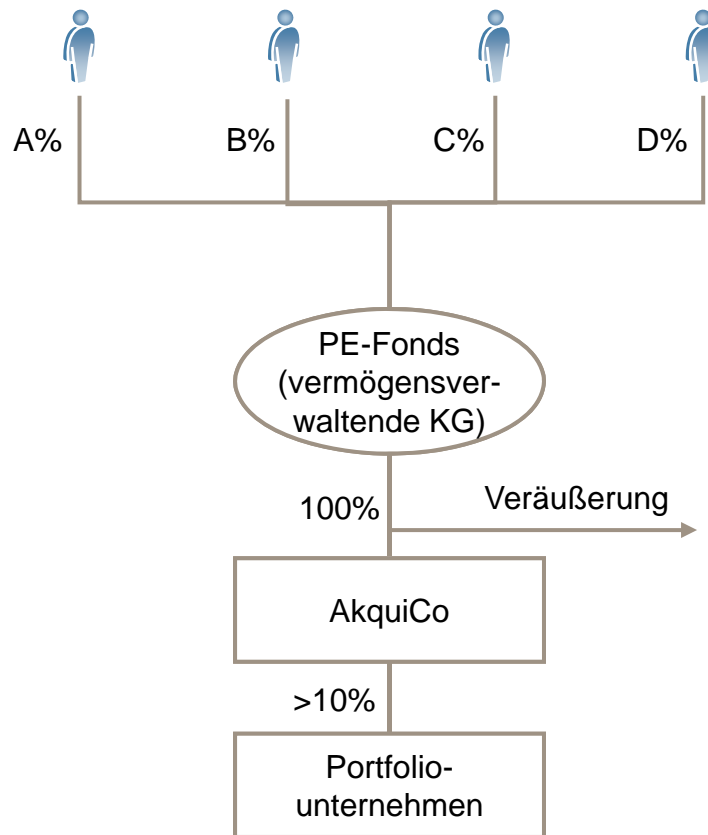 A%
B%
C%
D%
PE-Fonds
(vermögensver-
waltende KG)
100%
Veräußerung
AkquiCo
>10%
Portfolio-
unternehmen